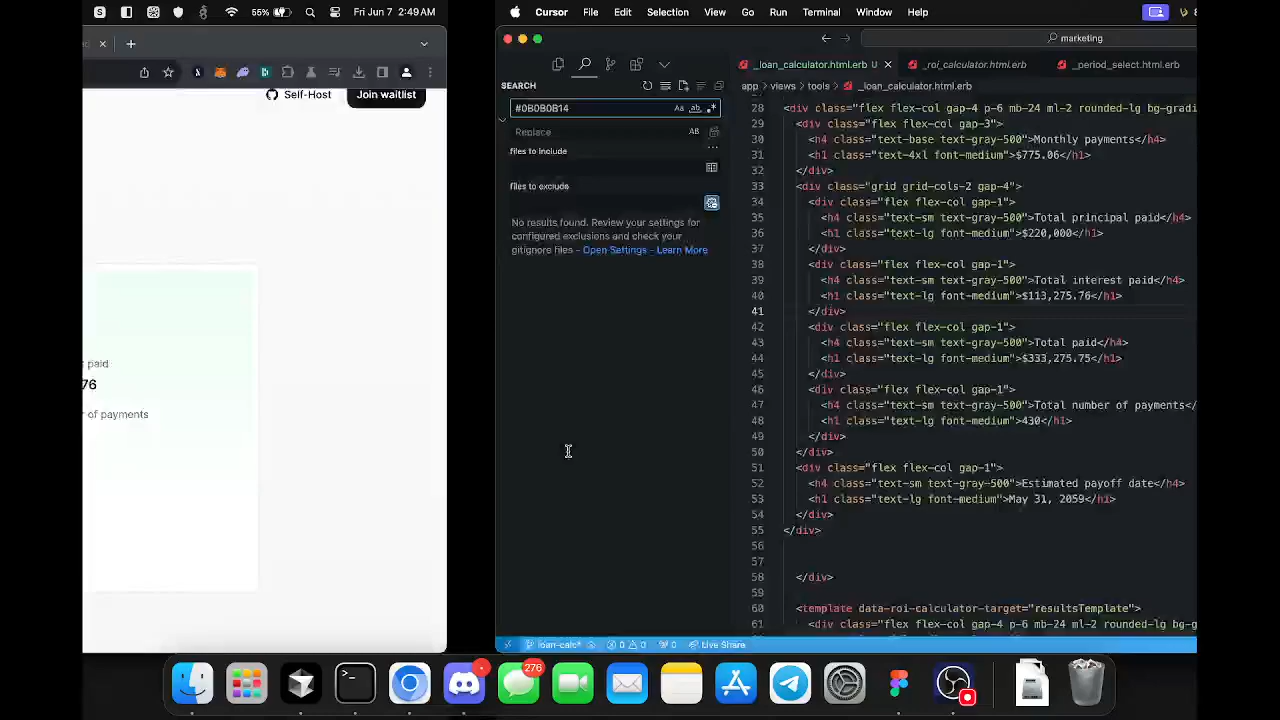 55%
Fri Jun 7 2:49 AM
Cursor File Edit Selection View Go Run Terminal Window Help
marketing
Self-Host
Join waitlist
paid
76
of payments
SEARCH
#0B0B0B14
Replace
files to include
files to exclude
No results found. Review your settings for
configured exclusions and check your
gitignore files - Open Settings - Learn More
_loan_calculator.html.erb U
_roi_calculator.html.erb
_period_select.html.erb
app > views > tools > _loan_calculator.html.erb
28 <div class="flex flex-col gap-4 p-6 mb-24 ml-2 rounded-lg bg-gradi
29 <div class="flex flex-col gap-3">
30 <h4 class="text-base text-gray-500">Monthly payments</h4>
31 <h1 class="text-4xl font-medium">$775.06</h1>
32 </div>
33 <div class="grid grid-cols-2 gap-4">
34 <div class="flex flex-col gap-1">
35 <h4 class="text-sm text-gray-500">Total principal paid</h4>
36 <h1 class="text-lg font-medium">$220,000</h1>
37 </div>
38 <div class="flex flex-col gap-1">
39 <h4 class="text-sm text-gray-500">Total interest paid</h4>
40 <h1 class="text-lg font-medium">$113,275.76</h1>
41 </div>
42 <div class="flex flex-col gap-1">
43 <h4 class="text-sm text-gray-500">Total paid</h4>
44 <h1 class="text-lg font-medium">$333,275.75</h1>
45 </div>
46 <div class="flex flex-col gap-1">
47 <h4 class="text-sm text-gray-500">Total number of payments</
48 <h1 class="text-lg font-medium">430</h1>
49 </div>
50 </div>
51 <div class="flex flex-col gap-1">
52 <h4 class="text-sm text-gray-500">Estimated payoff date</h4>
53 <h1 class="text-lg font-medium">May 31, 2059</h1>
54 </div>
55 </div>
56
57
58 </div>
59
60 <template data-roi-calculator-target="resultsTemplate">
61 <div class="flex flex-col gap-4 p-6 mb-24 ml-2 rounded-lg bg-g
loan-calc*
0 0
0
Live Share
276